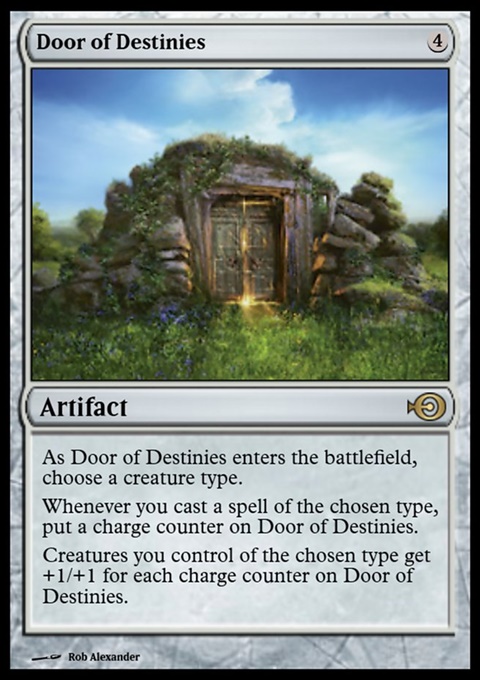 Door of Destinies 4
Artifact
As Door of Destinies enters the battlefield,
choose a creature type.
Whenever you cast a spell of the chosen type,
put a charge counter on Door of Destinies.
Creatures you control of the chosen type get
+1/+1 for each charge counter on Door of
Destinies.
Rob Alexander